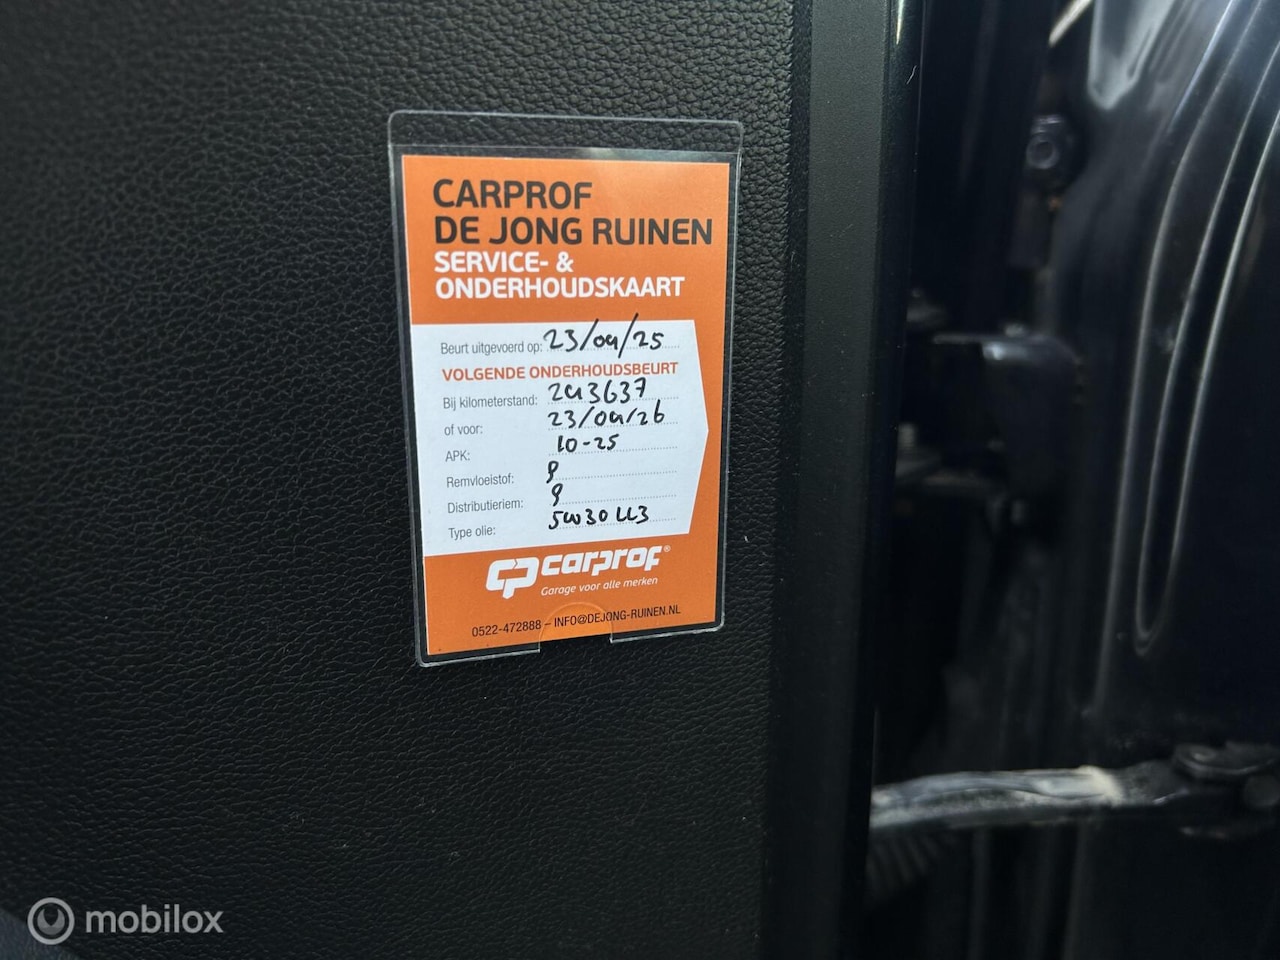 CARPROF
DE JONG RUINEN
SERVICE- &
ONDERHOUDSKAART
Beurt uitgevoerd op: 23/04/25
VOLGENDE ONDERHOUDSBEURT
Bij kilometerstand: 243637
of voor: 23/04/26
APK: 10-25
Remvloeistof:
Distributieriem:
Type olie: 5W30 LL3
CP carprof®
Garage voor alle merken
0522-472888 – INFO@DEJONG-RUINEN.NL
mobilox